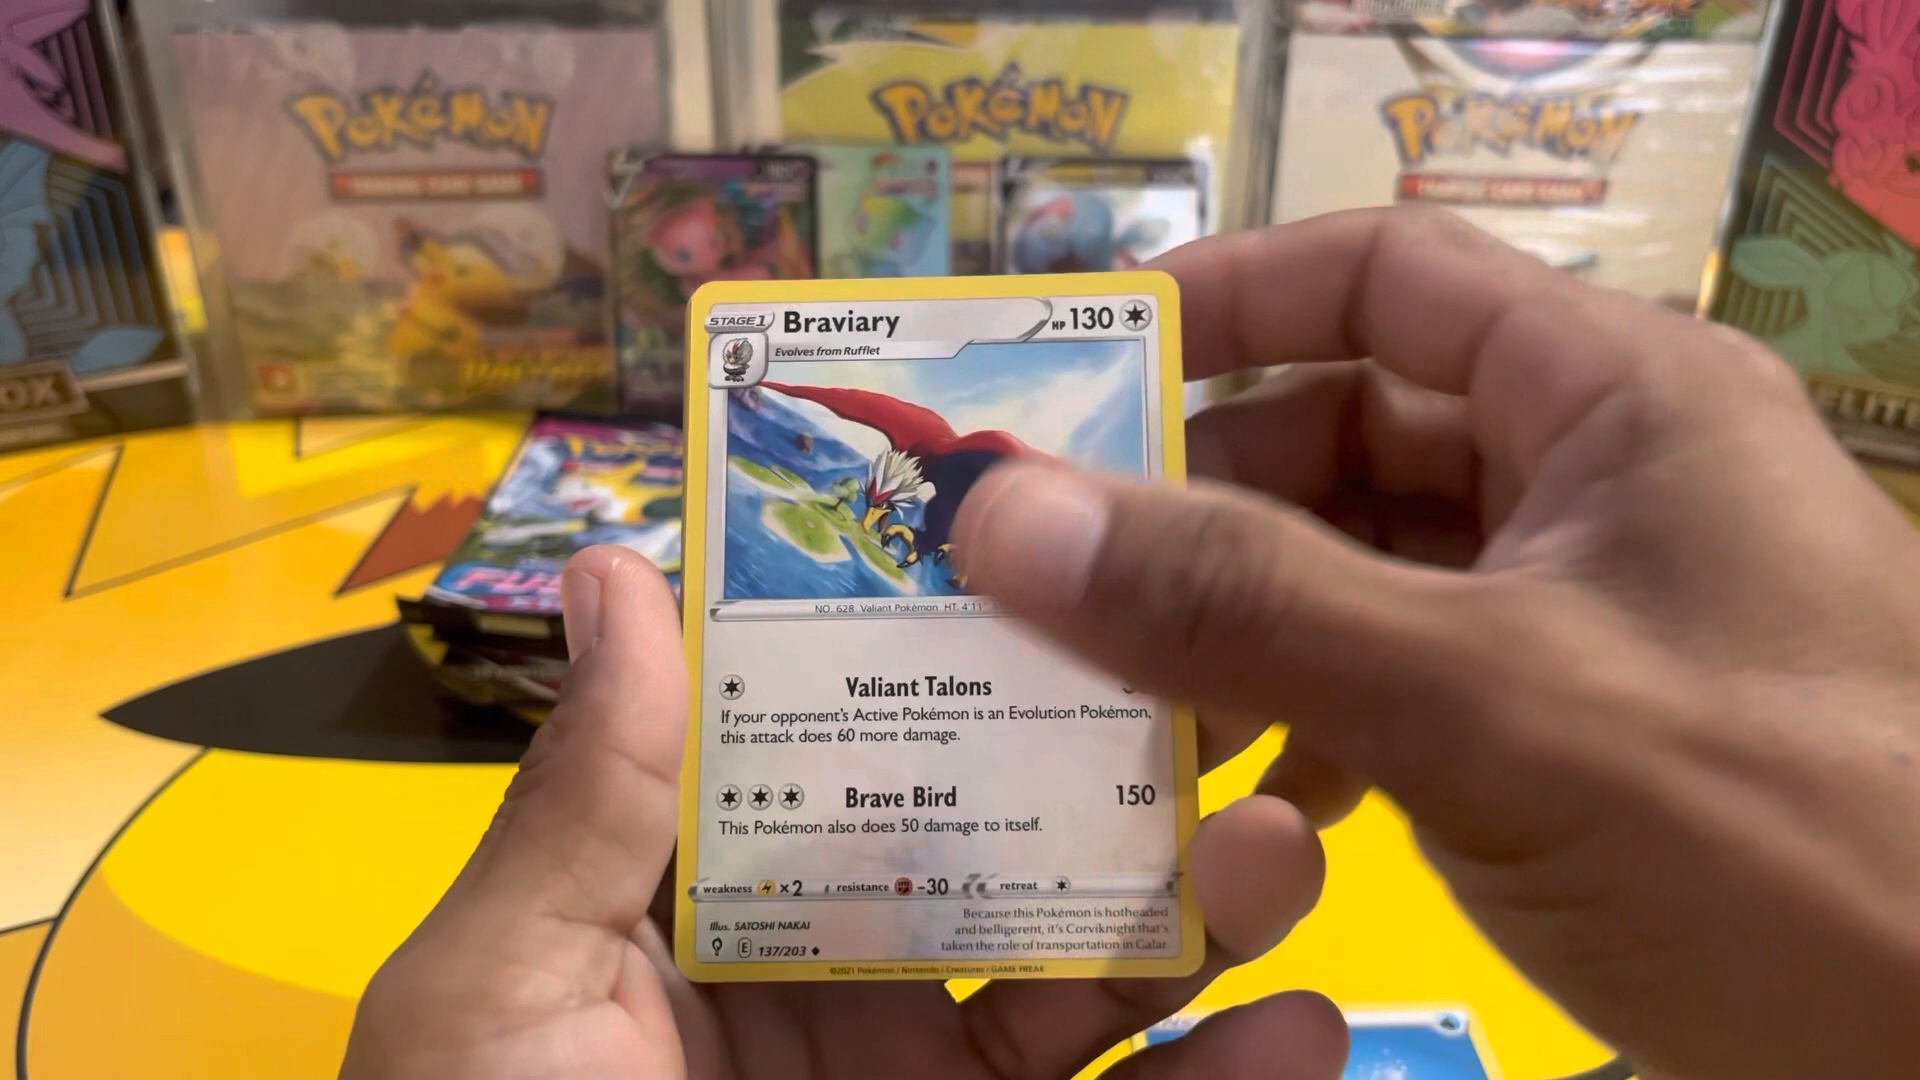 POKÉMON
TRADING CARD GAME
POKÉMON
POKÉMON
TRADING CARD GAME
STAGE 1
Braviary
HP 130
Evolves from Rufflet
NO. 628 Valiant Pokémon HT. 4'11
Valiant Talons
If your opponent's Active Pokémon is an Evolution Pokémon,
this attack does 60 more damage.
Brave Bird 150
This Pokémon also does 50 damage to itself.
weakness ×2 resistance -30 retreat
Illus. SATOSHI NAKAI
Because this Pokémon is hotheaded
and belligerent, it's Corviknight that's
taken the role of transportation in Galar.
E 137/203
©2021 Pokémon / Nintendo / Creatures / GAME FREAK